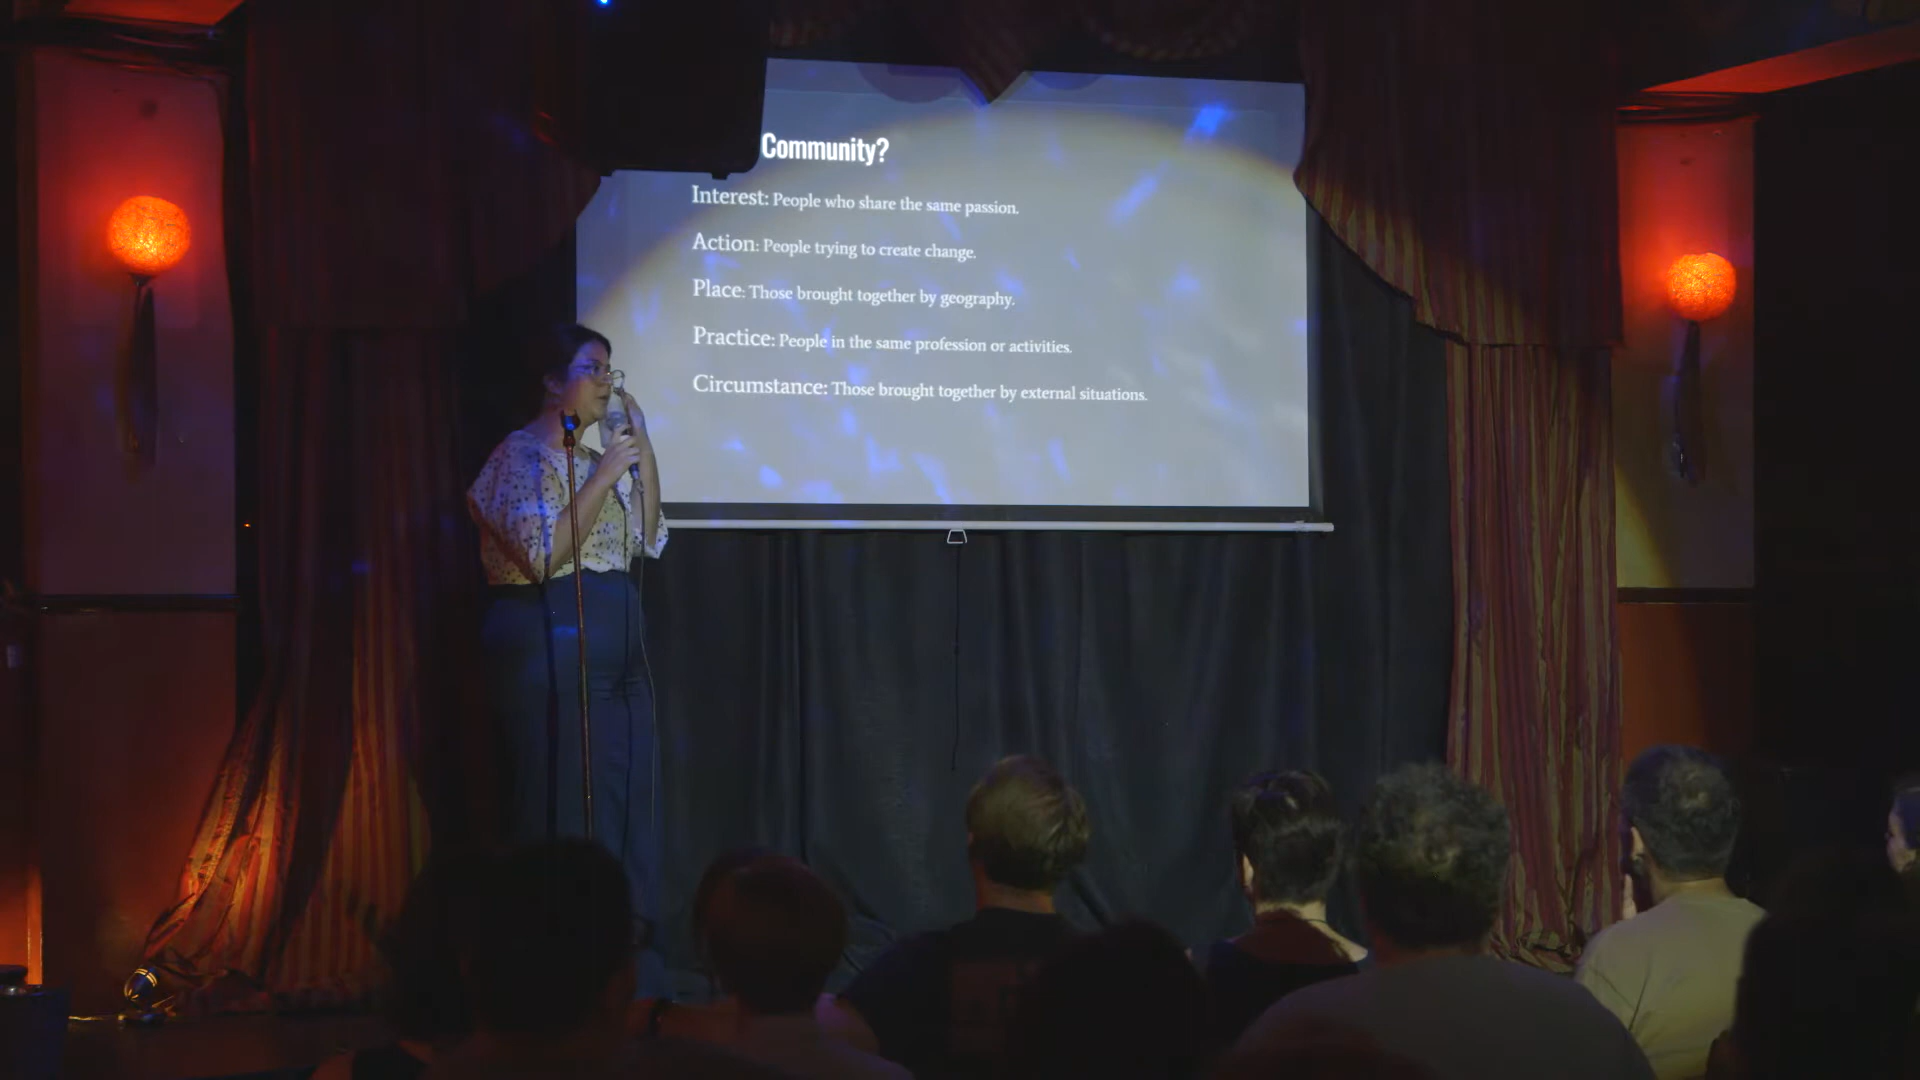 Community?
Interest: People who share the same passion.
Action: People trying to create change.
Place: Those brought together by geography.
Practice: People in the same profession or activities.
Circumstance: Those brought together by external situations.